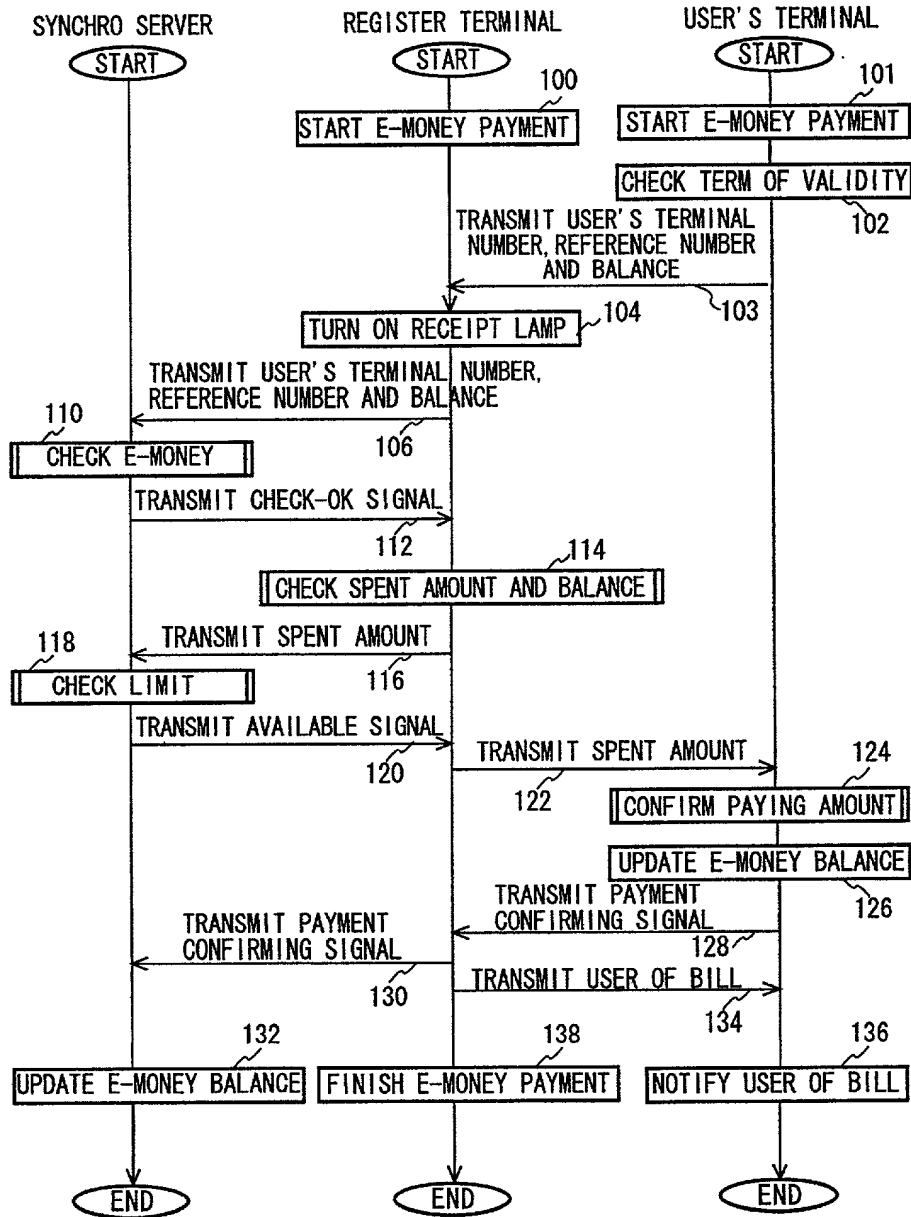 SYNCHRO SERVER
REGISTER TERMINAL
USER'S TERMINAL
START
START
START
100
101
START E-MONEY PAYMENT
START E-MONEY PAYMENT
CHECK TERM OF VALIDITY
102
TRANSMIT USER'S TERMINAL
NUMBER, REFERENCE NUMBER
AND BALANCE
103
TURN ON RECEIPT LAMP
104
TRANSMIT USER'S TERMINAL NUMBER,
REFERENCE NUMBER AND BALANCE
106
110
CHECK E-MONEY
TRANSMIT CHECK-OK SIGNAL
112
114
CHECK SPENT AMOUNT AND BALANCE
TRANSMIT SPENT AMOUNT
116
118
CHECK LIMIT
TRANSMIT AVAILABLE SIGNAL
120
TRANSMIT SPENT AMOUNT
122
124
CONFIRM PAYING AMOUNT
UPDATE E-MONEY BALANCE
126
TRANSMIT PAYMENT
CONFIRMING SIGNAL
128
TRANSMIT PAYMENT
CONFIRMING SIGNAL
130
TRANSMIT USER OF BILL
134
132
138
136
UPDATE E-MONEY BALANCE
FINISH E-MONEY PAYMENT
NOTIFY USER OF BILL
END
END
END